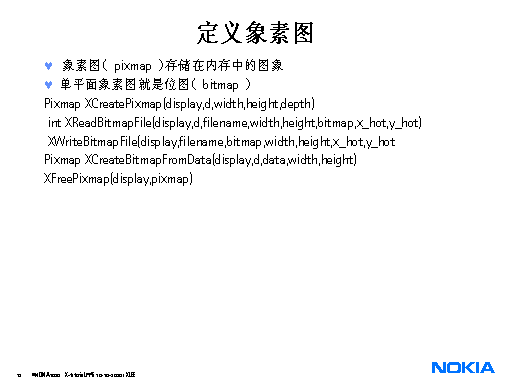 定义象素图
♥ 象素图( pixmap )存储在内存中的图象
♥ 单平面象素图就是位图( bitmap )
Pixmap XCreatePixmap(display,d,width,height,depth)
int XReadBitmapFile(display,d,filename,width,height,bitmap,x_hot,y_hot)
XWriteBitmapFile(display,filename,bitmap,width,height,x_hot,y_hot
Pixmap XCreateBitmapFromData(display,d,data,width,height)
XFreePixmap(display,pixmap)
NOKIA